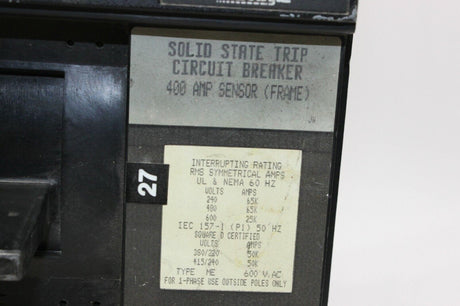 SOLID STATE TRIP
CIRCUIT BREAKER
400 AMP SENSOR (FRAME)
27
INTERRUPTING RATING
RMS SYMMETRICAL AMPS
UL & NEMA 60 HZ
VOLTS AMPS
240 65K
480 65K
600 25K
IEC 157-1 (P1) 50 HZ
SQUARE D CERTIFIED
VOLTS AMPS
380/220 50K
415/240 50K
TYPE ME 600 V.AC
FOR 1-PHASE USE OUTSIDE POLES ONLY